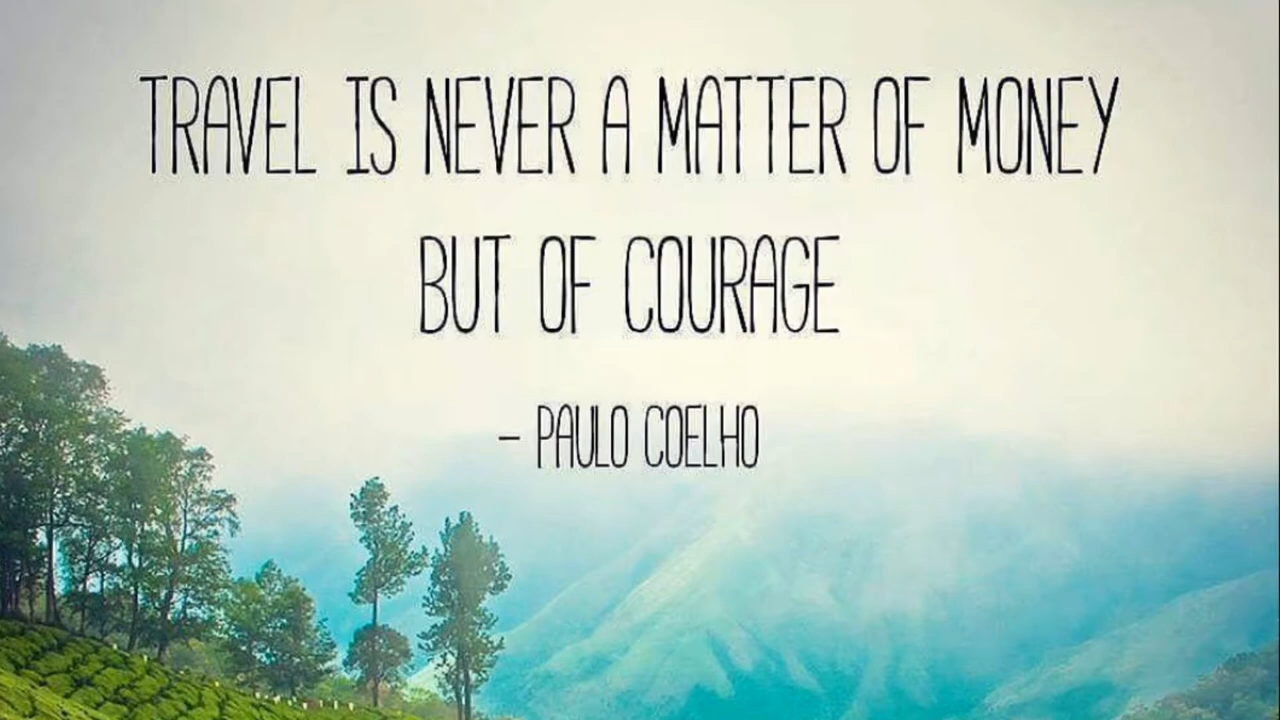 TRAVEL IS NEVER A MATTER OF MONEY
BUT OF COURAGE
– PAULO COELHO